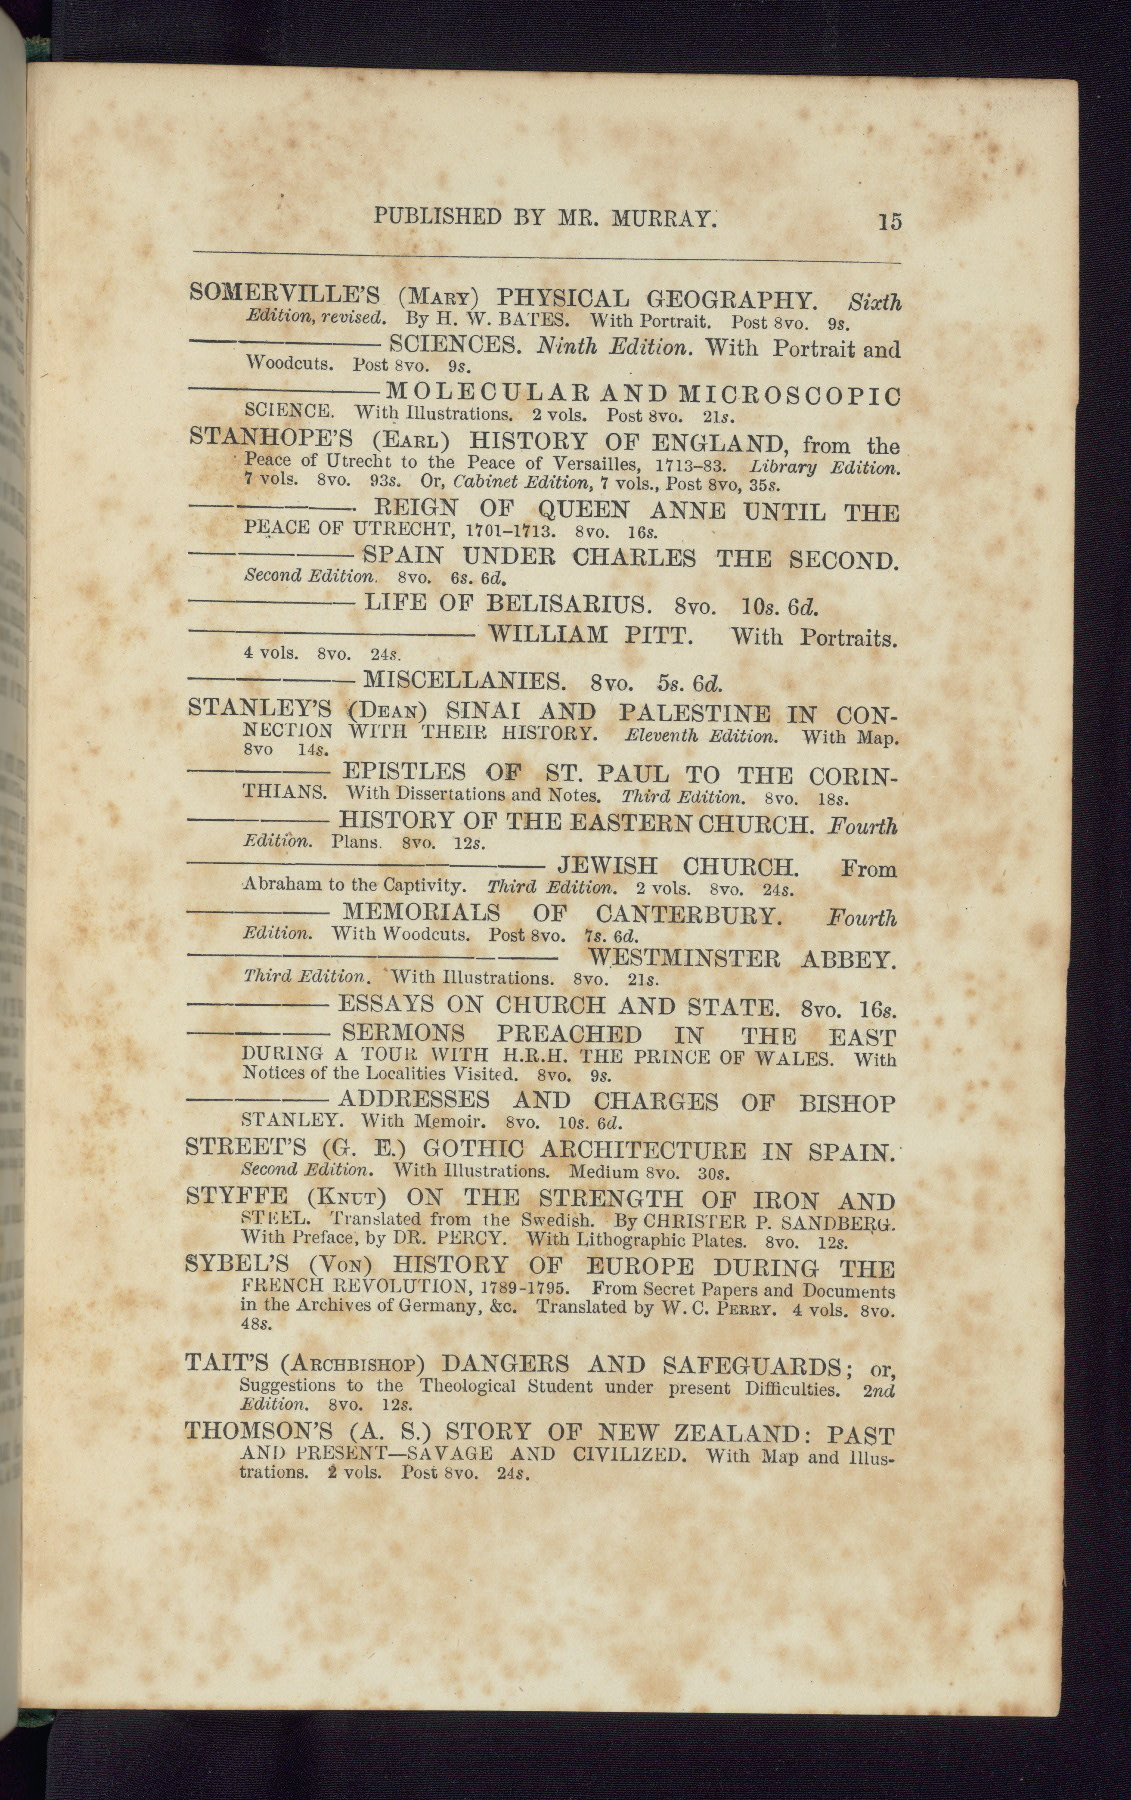 PUBLISHED BY MR. MURRAY. 15
SOMERVILLE'S (MARY) PHYSICAL GEOGRAPHY. Sixth
Edition, revised. By H. W. BATES. With Portrait. Post 8vo. 9s.
———— SCIENCES. Ninth Edition. With Portrait and
Woodcuts. Post 8vo. 9s.
———— MOLECULAR AND MICROSCOPIC
SCIENCE. With Illustrations. 2 vols. Post 8vo. 21s.
STANHOPE'S (EARL) HISTORY OF ENGLAND, from the
Peace of Utrecht to the Peace of Versailles, 1713–83. Library Edition.
7 vols. 8vo. 93s. Or, Cabinet Edition, 7 vols., Post 8vo, 35s.
———— REIGN OF QUEEN ANNE UNTIL THE
PEACE OF UTRECHT, 1701–1713. 8vo. 16s.
———— SPAIN UNDER CHARLES THE SECOND.
Second Edition. 8vo. 6s. 6d.
———— LIFE OF BELISARIUS. 8vo. 10s. 6d.
—————— WILLIAM PITT. With Portraits.
4 vols. 8vo. 24s.
———— MISCELLANIES. 8vo. 5s. 6d.
STANLEY'S (DEAN) SINAI AND PALESTINE IN CON-
NECTION WITH THEIR HISTORY. Eleventh Edition. With Map.
8vo 14s.
——— EPISTLES OF ST. PAUL TO THE CORIN-
THIANS. With Dissertations and Notes. Third Edition. 8vo. 18s.
——— HISTORY OF THE EASTERN CHURCH. Fourth
Edition. Plans. 8vo. 12s.
———————— JEWISH CHURCH. From
Abraham to the Captivity. Third Edition. 2 vols. 8vo. 24s.
——— MEMORIALS OF CANTERBURY. Fourth
Edition. With Woodcuts. Post 8vo. 7s. 6d.
———————— WESTMINSTER ABBEY.
Third Edition. With Illustrations. 8vo. 21s.
——— ESSAYS ON CHURCH AND STATE. 8vo. 16s.
——— SERMONS PREACHED IN THE EAST
DURING A TOUR WITH H.R.H. THE PRINCE OF WALES. With
Notices of the Localities Visited. 8vo. 9s.
——— ADDRESSES AND CHARGES OF BISHOP
STANLEY. With Memoir. 8vo. 10s. 6d.
STREET'S (G. E.) GOTHIC ARCHITECTURE IN SPAIN.
Second Edition. With Illustrations. Medium 8vo. 30s.
STYFFE (KNUT) ON THE STRENGTH OF IRON AND
STEEL. Translated from the Swedish. By CHRISTER P. SANDBERG.
With Preface, by DR. PERCY. With Lithographic Plates. 8vo. 12s.
SYBEL'S (VON) HISTORY OF EUROPE DURING THE
FRENCH REVOLUTION, 1789-1795. From Secret Papers and Documents
in the Archives of Germany, &c. Translated by W. C. PERRY. 4 vols. 8vo.
48s.
TAIT'S (ARCHBISHOP) DANGERS AND SAFEGUARDS; or,
Suggestions to the Theological Student under present Difficulties. 2nd
Edition. 8vo. 12s.
THOMSON'S (A. S.) STORY OF NEW ZEALAND: PAST
AND PRESENT—SAVAGE AND CIVILIZED. With Map and Illus-
trations. 2 vols. Post 8vo. 24s.